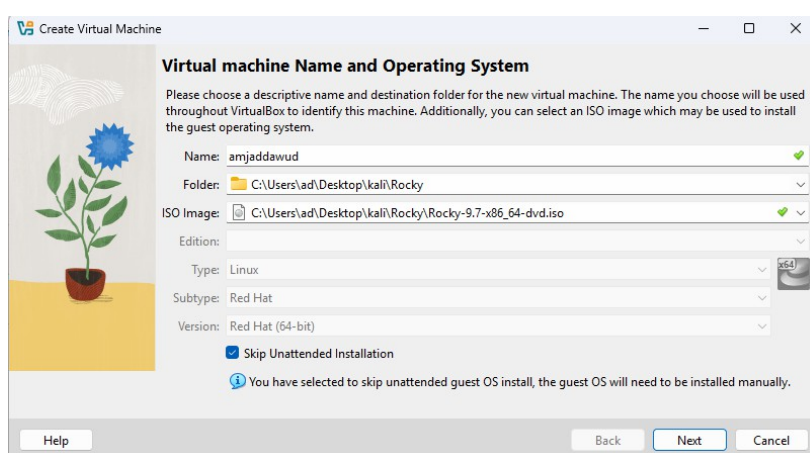 Create Virtual Machine
Virtual machine Name and Operating System
Please choose a descriptive name and destination folder for the new virtual machine. The name you choose will be used
throughout VirtualBox to identify this machine. Additionally, you can select an ISO image which may be used to install
the guest operating system.
Name: amjaddawud
Folder: C:\Users\ad\Desktop\kali\Rocky
ISO Image: C:\Users\ad\Desktop\kali\Rocky\Rocky-9.7-x86_64-dvd.iso
Edition:
Type: Linux x64
Subtype: Red Hat
Version: Red Hat (64-bit)
Skip Unattended Installation
You have selected to skip unattended guest OS install, the guest OS will need to be installed manually.
Help Back Next Cancel